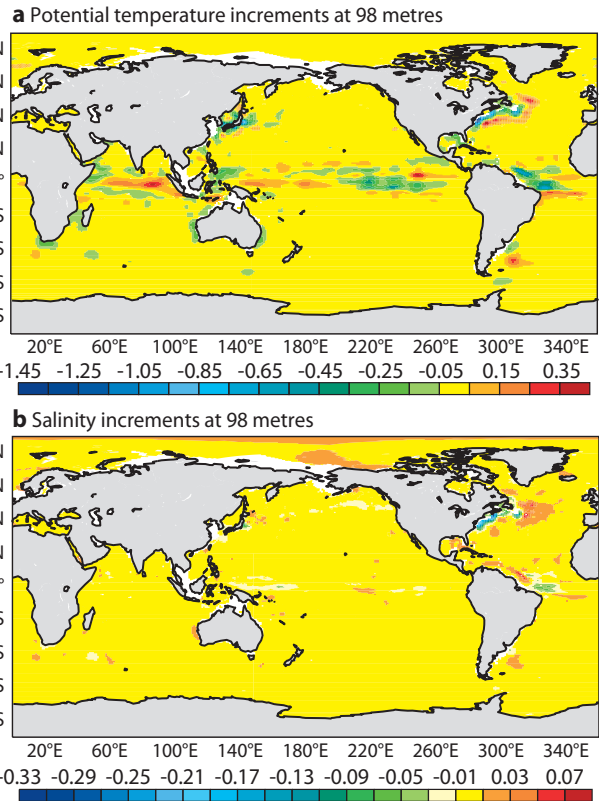 a Potential temperature increments at 98 metres
N
N
N
N
°
S
S
S
S
20°E 60°E 100°E 140°E 180°E 220°E 260°E 300°E 340°E
-1.45 -1.25 -1.05 -0.85 -0.65 -0.45 -0.25 -0.05 0.15 0.35
b Salinity increments at 98 metres
N
N
N
N
°
S
S
S
S
20°E 60°E 100°E 140°E 180°E 220°E 260°E 300°E 340°E
-0.33 -0.29 -0.25 -0.21 -0.17 -0.13 -0.09 -0.05 -0.01 0.03 0.07